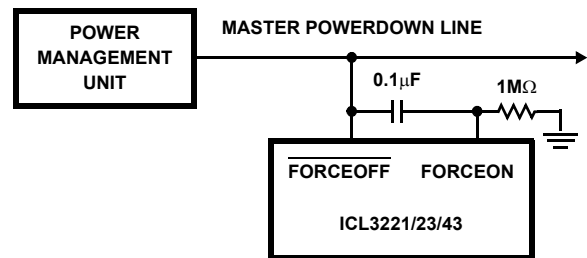 POWER
MANAGEMENT
UNIT
MASTER POWERDOWN LINE
0.1μF
1MΩ
FORCEOFF FORCEON
ICL3221/23/43